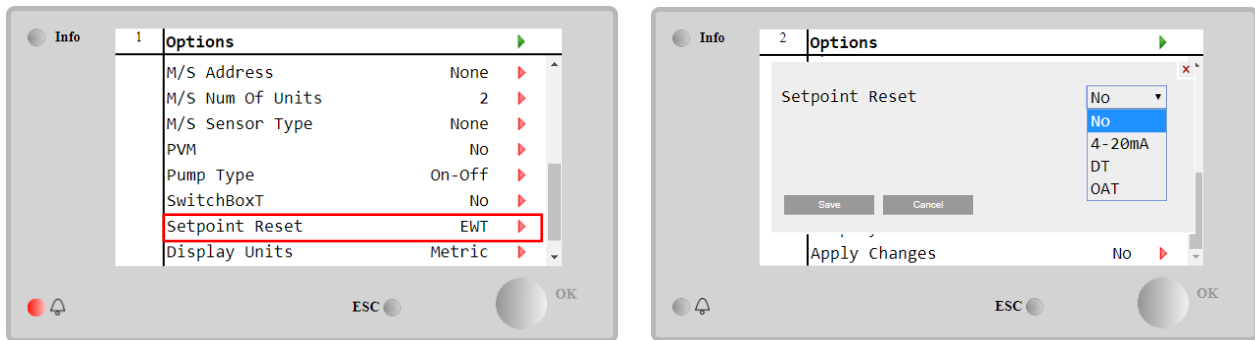 Info
1 Options
M/S Address None
M/S Num Of Units 2
M/S Sensor Type None
PVM No
Pump Type On-Off
SwitchBoxT No
Setpoint Reset EWT
Display Units Metric
ESC
OK
Info
2 Options
x
Setpoint Reset No
No
4-20mA
DT
OAT
Save Cancel
Apply Changes No
ESC
OK